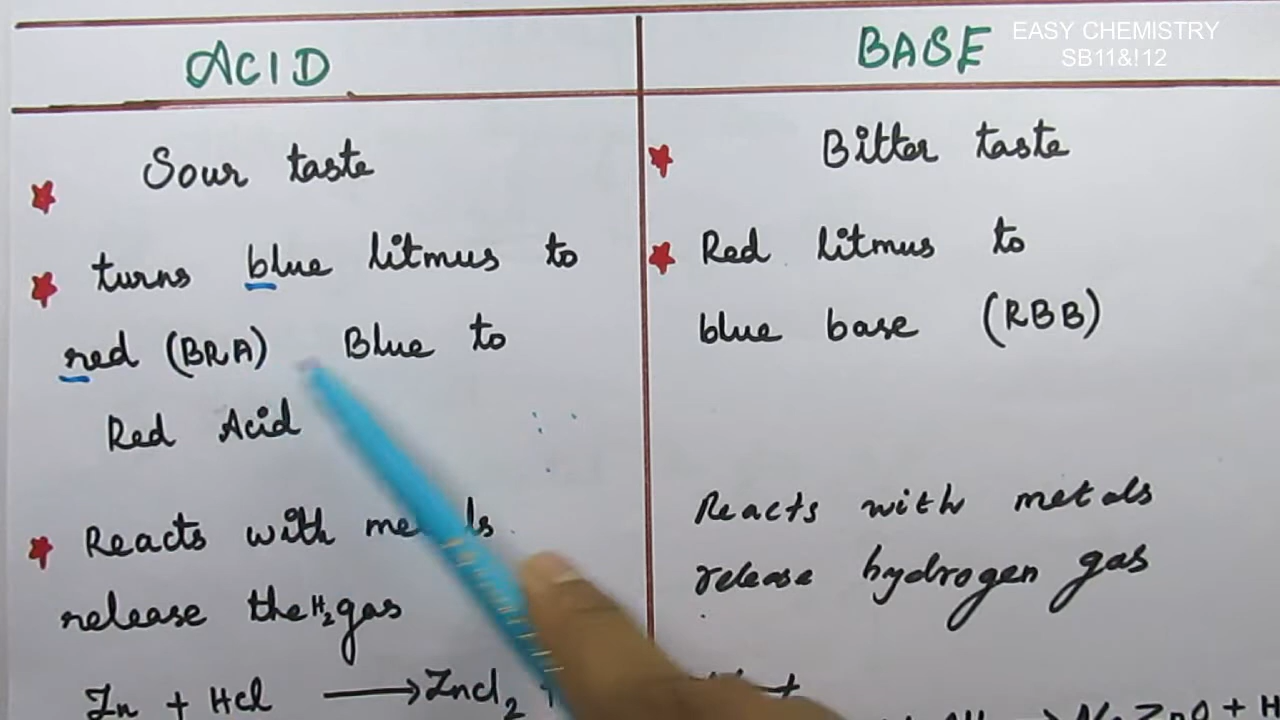 EASY CHEMISTRY
SB11&!12
ACID
Sour taste
turns blue litmus to
red (BRA) Blue to
Red Acid
Reacts with
release the H₂ gas
Zn + HCl ⟶ ZnCl₂ +
BASE
Bitter taste
Red litmus to
blue base (RBB)
Reacts with metals
release hydrogen gas